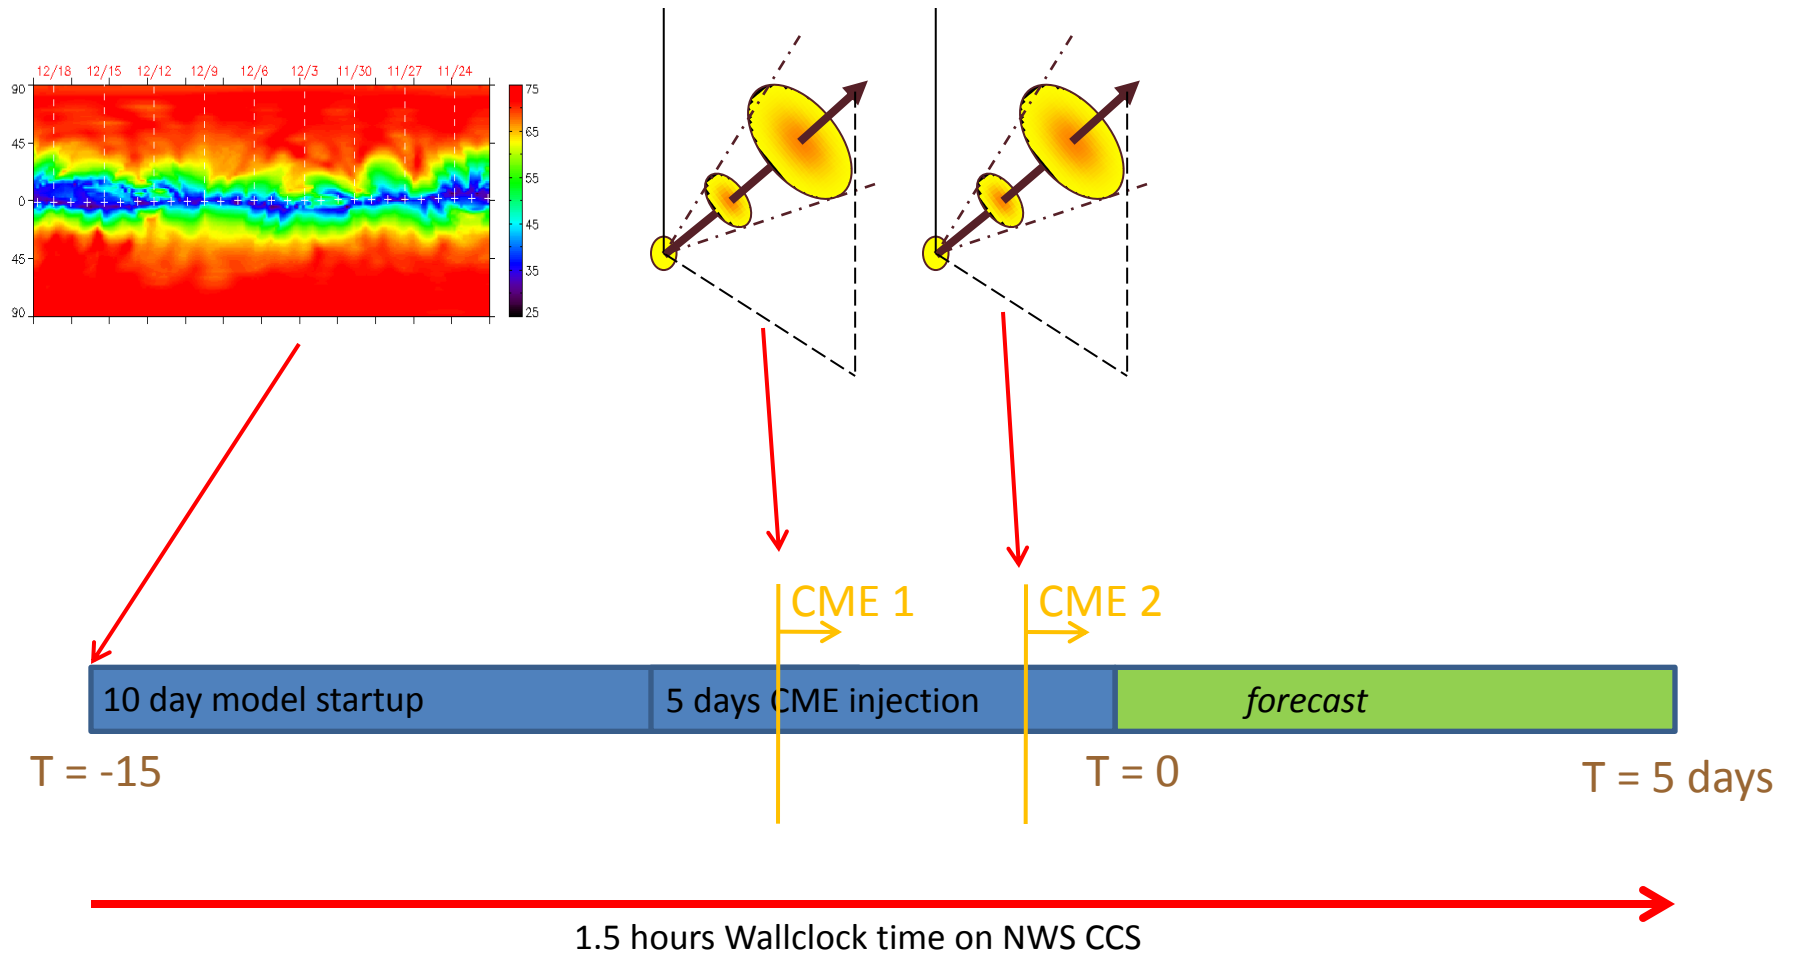 12/18 12/15 12/12 12/9 12/6 12/3 11/30 11/27 11/24
90
45
0
45
90
75
65
55
45
35
25
CME 1
CME 2
10 day model startup
5 days CME injection
forecast
T = -15
T = 0
T = 5 days
1.5 hours Wallclock time on NWS CCS